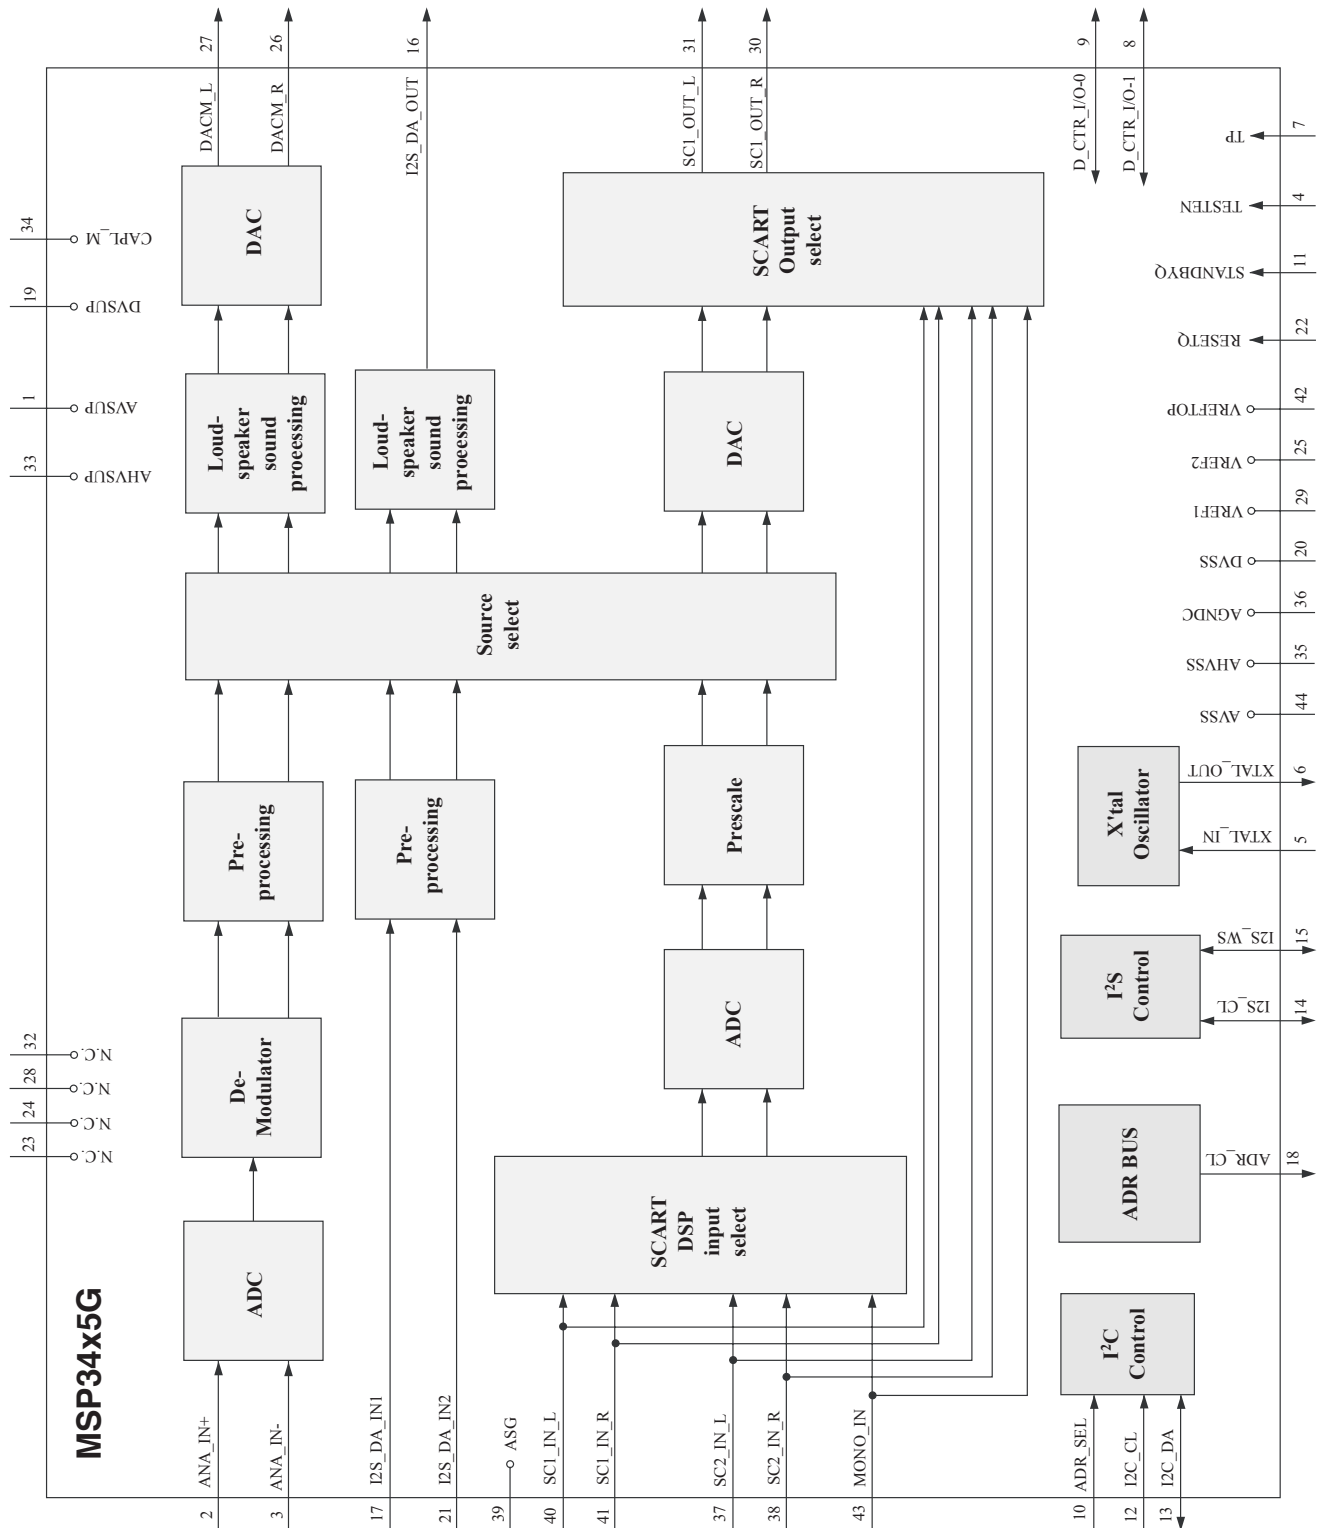 MSP34x5G
ANA_IN+
2
ANA_IN-
3
I2S_DA_IN1
17
I2S_DA_IN2
21
ASG
39
SC1_IN_L
40
SC1_IN_R
41
SC2_IN_L
37
SC2_IN_R
38
MONO_IN
43
ADR_SEL
10
I2C_CL
12
I2C_DA
13
N.C.
23
N.C.
24
N.C.
28
N.C.
32
AHVSUP
33
AVSUP
1
DVSUP
19
CAPL_M
34
ADC
De-
Modulator
Pre-
processing
Pre-
processing
Source
select
Loud-
speaker
sound
proeessing
Loud-
speaker
sound
proeessing
DAC
SCART
DSP
input
select
ADC
Prescale
DAC
SCART
Output
select
DACM_L
27
DACM_R
26
I2S_DA_OUT
16
SC1_OUT_L
31
SC1_OUT_R
30
D_CTR_I/O-0
9
D_CTR_I/O-1
8
I²C
Control
ADR BUS
I²S
Control
X'tal
Oscillator
ADR_CL
18
I2S_CL
14
I2S_WS
15
XTAL_IN
5
XTAL_OUT
6
AVSS
44
AHVSS
35
AGNDC
36
DVSS
20
VREF1
29
VREF2
25
VREFTOP
42
RESETQ
22
STANDBYQ
11
TESTEN
4
TP
7